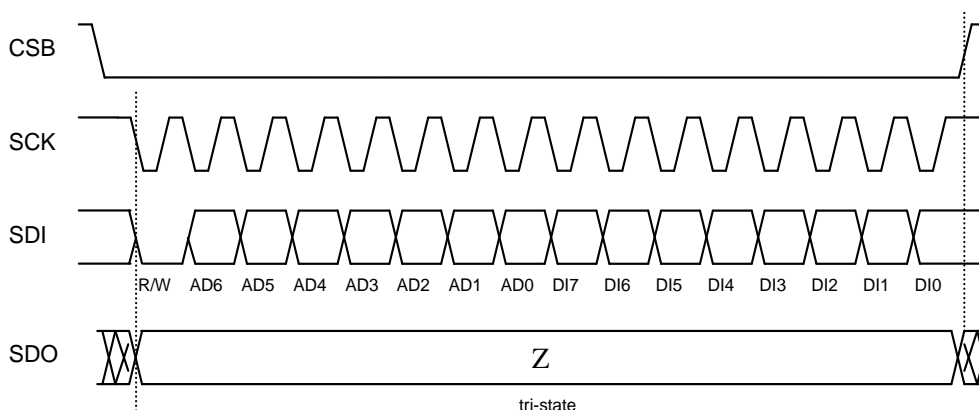 CSB
SCK
SDI
R/W AD6 AD5 AD4 AD3 AD2 AD1 AD0 DI7 DI6 DI5 DI4 DI3 DI2 DI1 DI0
SDO
Z
tri-state